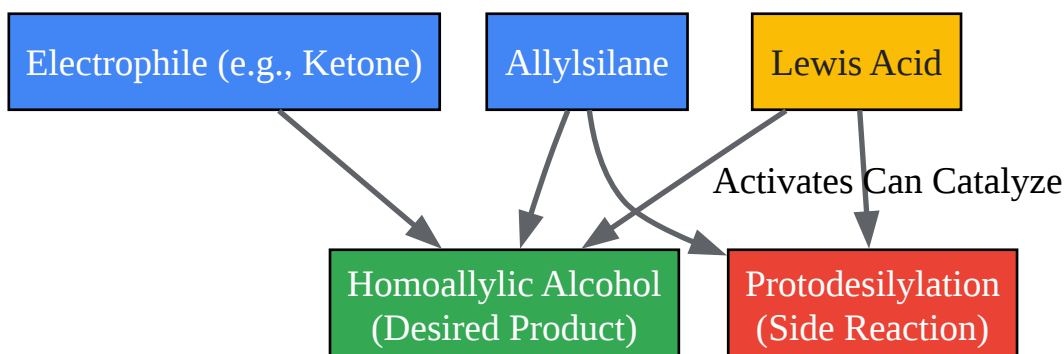 Electrophile (e.g., Ketone)
Allylsilane
Lewis Acid
Activates
Can Catalyze
Homoallylic Alcohol
(Desired Product)
Protodesilylation
(Side Reaction)